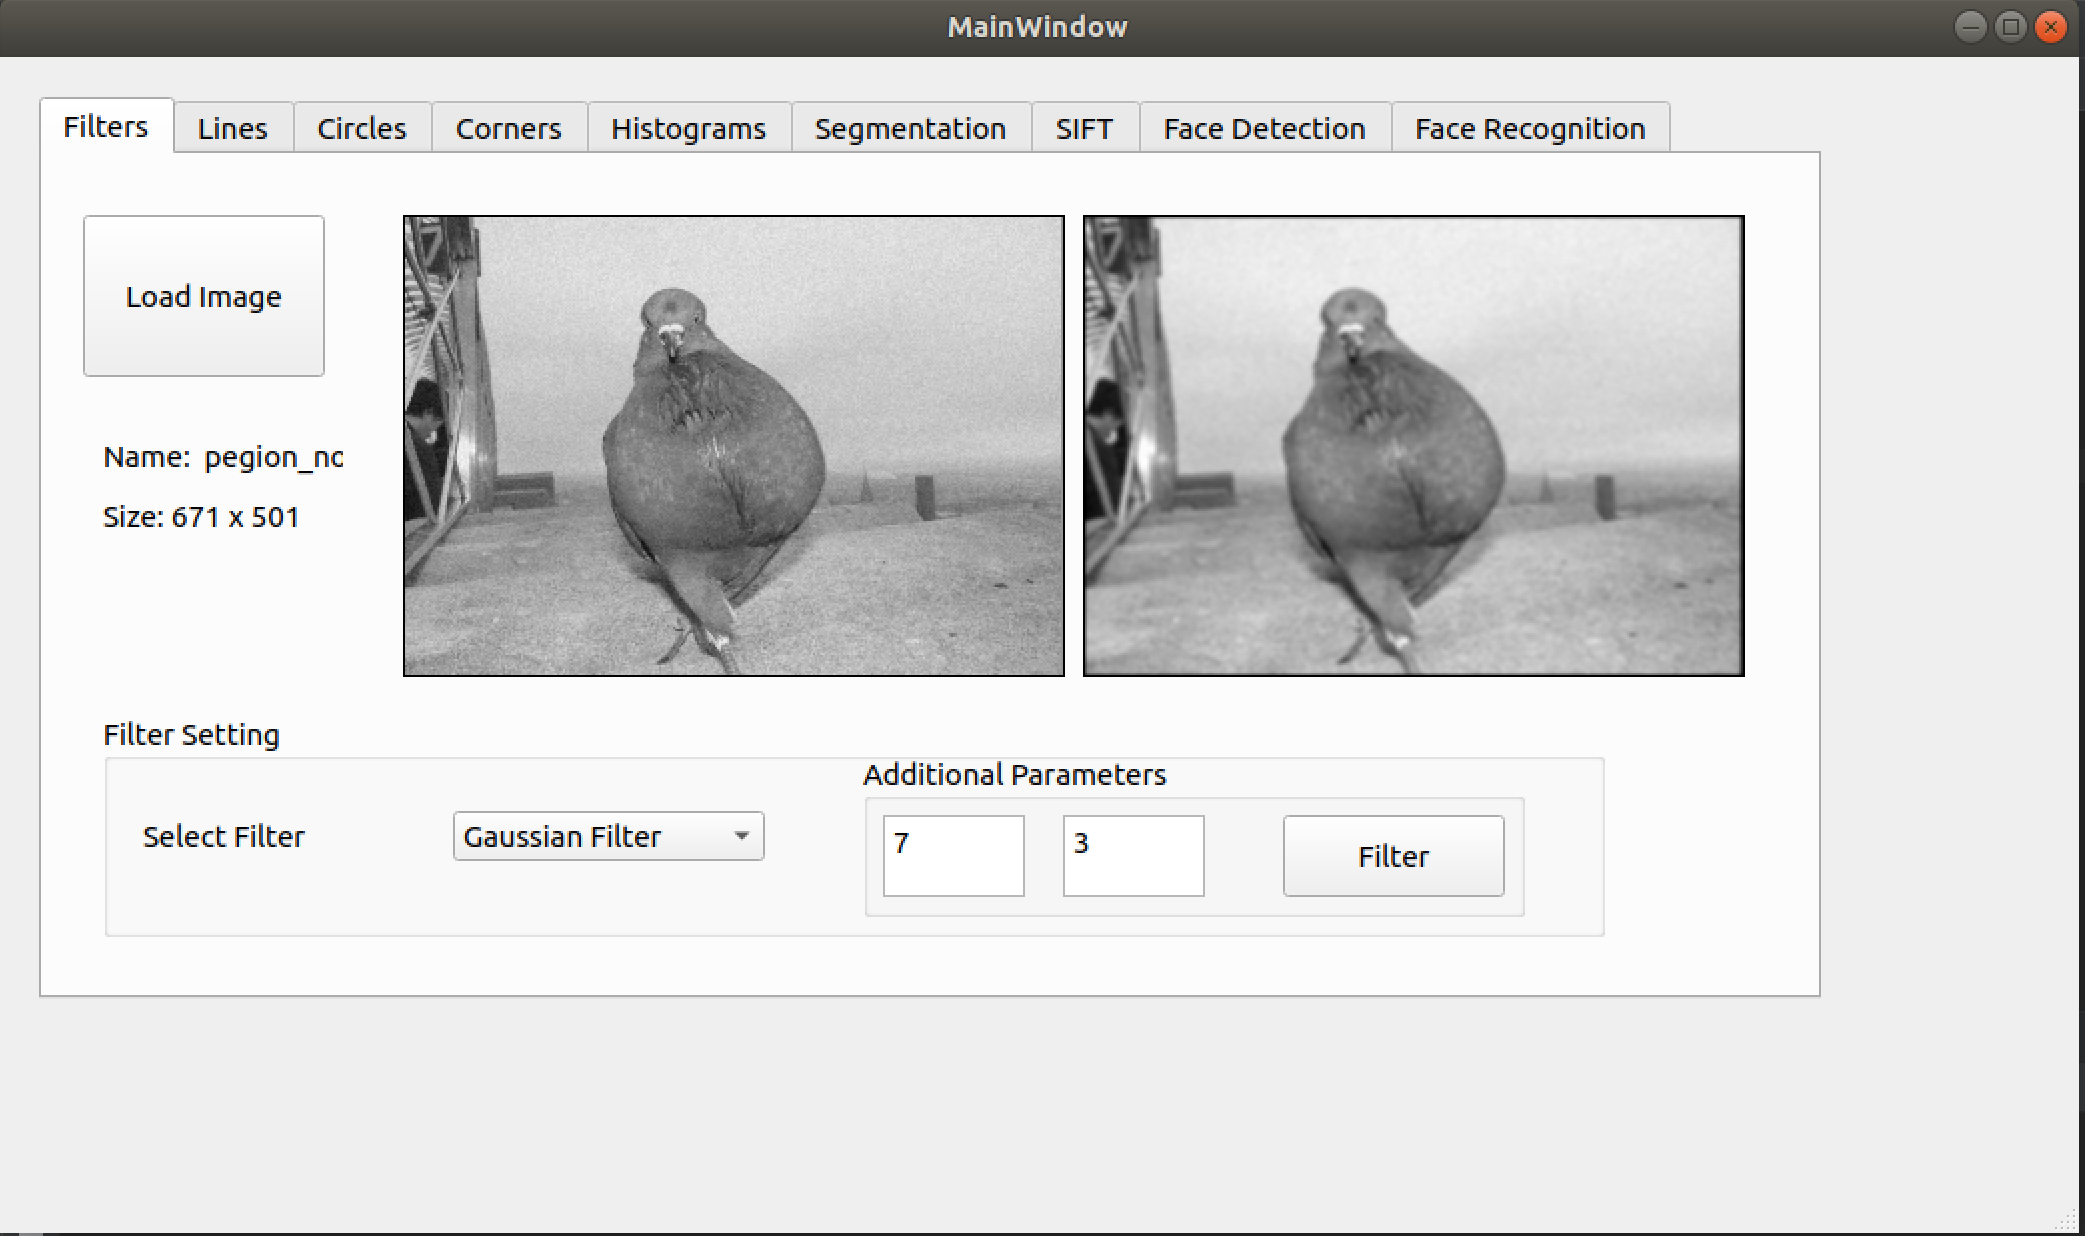 MainWindow
Filters Lines Circles Corners Histograms Segmentation SIFT Face Detection Face Recognition
Load Image
Name: pegion_no
Size: 671 x 501
Filter Setting
Additional Parameters
Select Filter Gaussian Filter 7 3 Filter